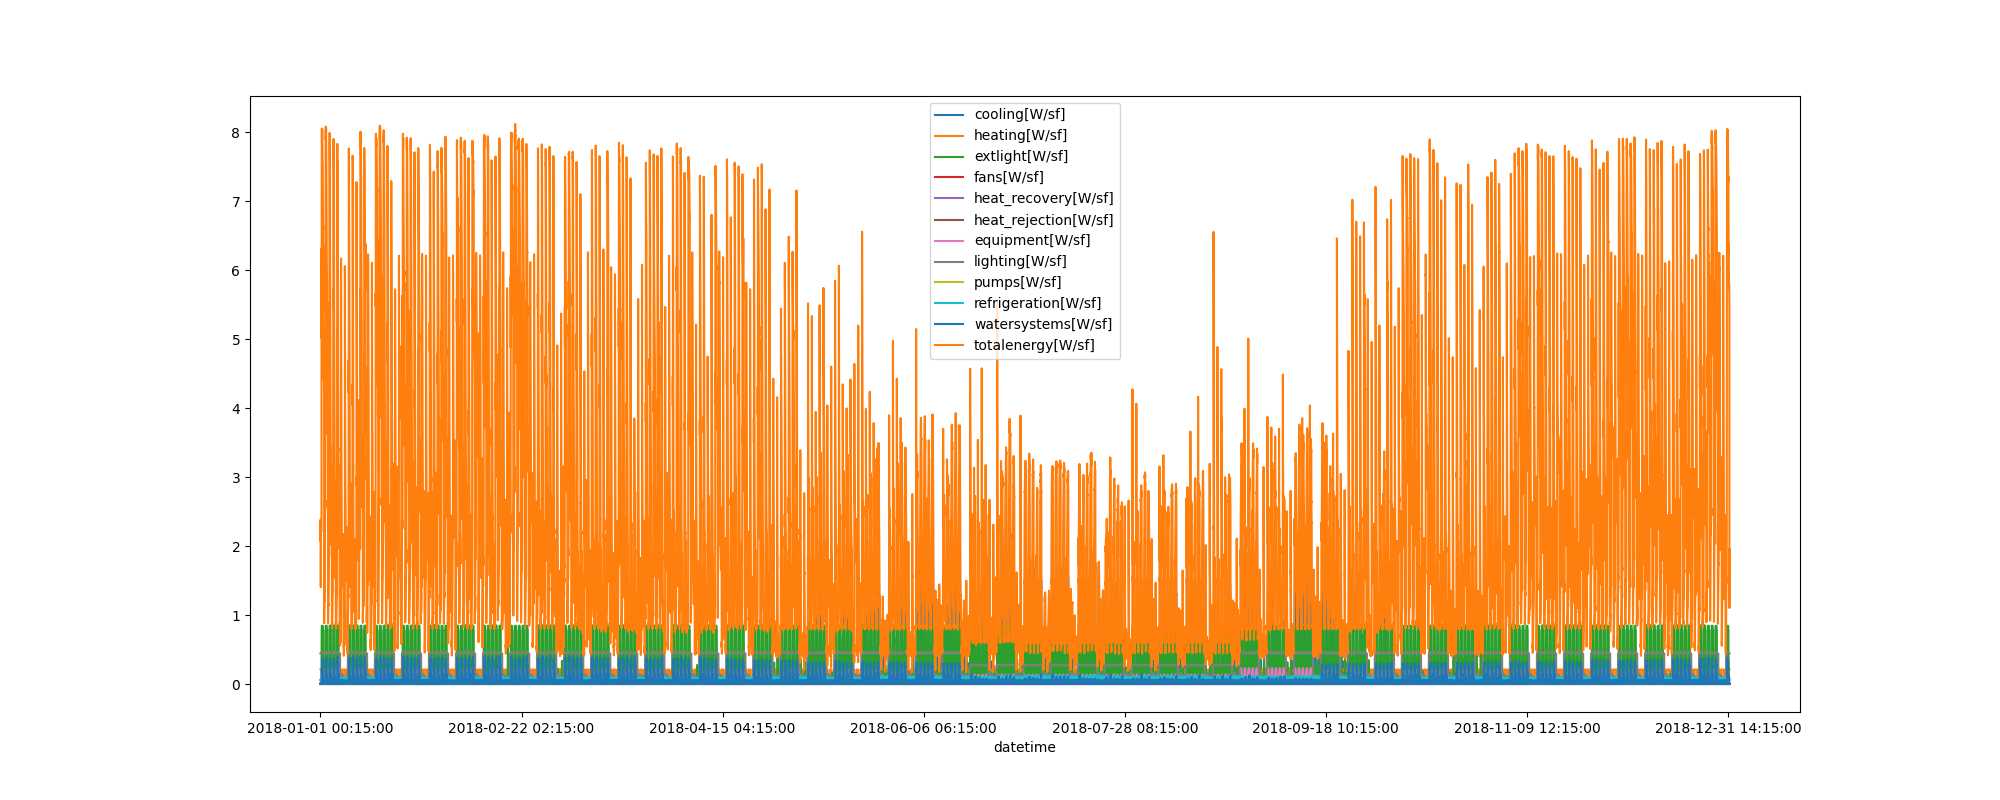 cooling[W/sf]
heating[W/sf]
extlight[W/sf]
fans[W/sf]
heat_recovery[W/sf]
heat_rejection[W/sf]
equipment[W/sf]
lighting[W/sf]
pumps[W/sf]
refrigeration[W/sf]
watersystems[W/sf]
totalenergy[W/sf]
8
7
6
5
4
3
2
1
0
2018-01-01 00:15:00 2018-02-22 02:15:00 2018-04-15 04:15:00 2018-06-06 06:15:00 2018-07-28 08:15:00 2018-09-18 10:15:00 2018-11-09 12:15:00 2018-12-31 14:15:00
datetime